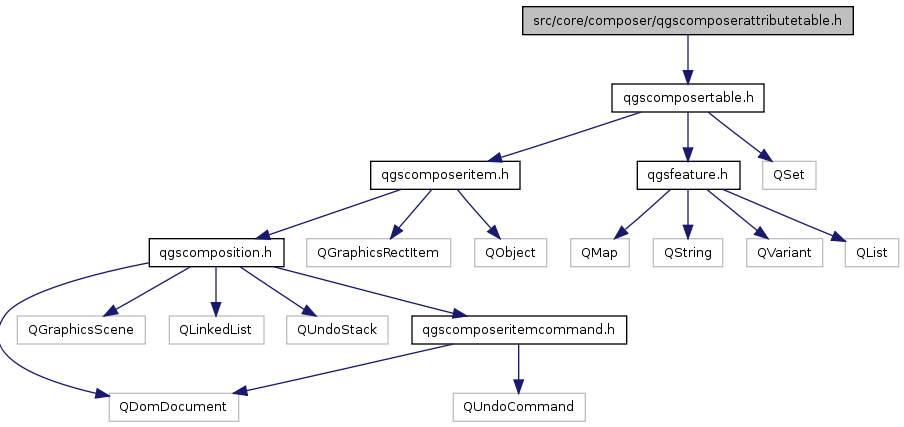 src/core/composer/qgscomposerattributetable.h
qgscomposertable.h
qgscomposeritem.h
qgsfeature.h
QSet
qgscomposition.h
QGraphicsRectItem
QObject
QMap
QString
QVariant
QList
QGraphicsScene
QLinkedList
QUndoStack
qgscomposeritemcommand.h
QDomDocument
QUndoCommand